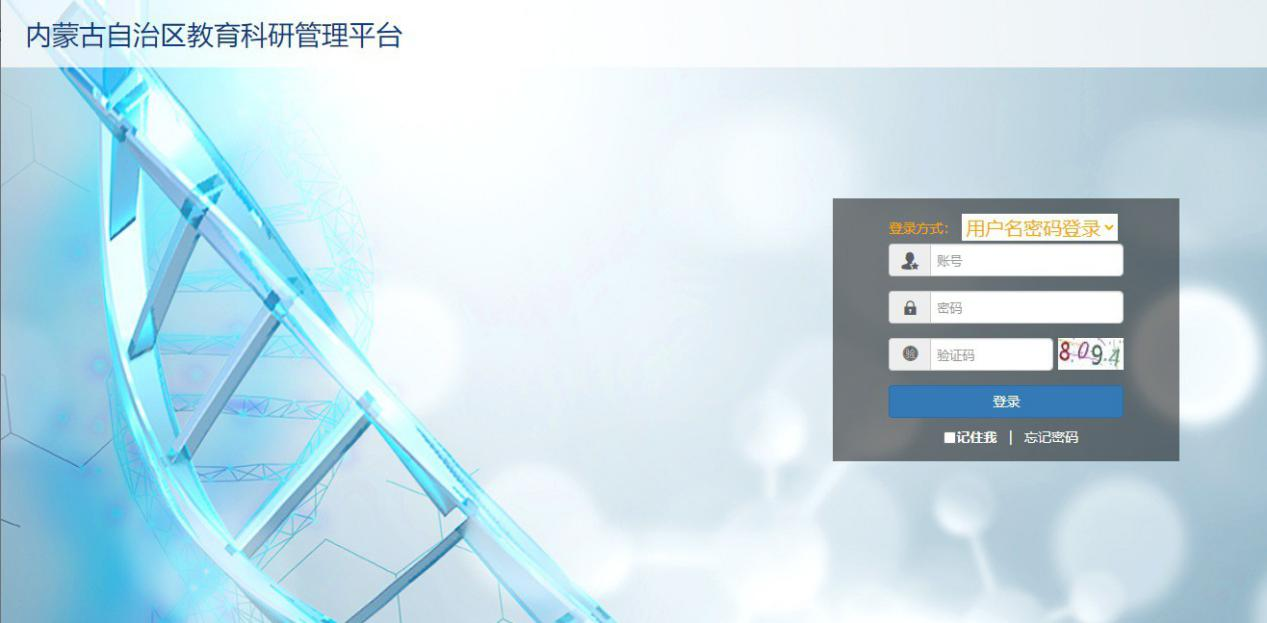 内蒙古自治区教育科研管理平台
登录方式： 用户名密码登录
账号
密码
验 验证码 8094
登录
记住我 | 忘记密码